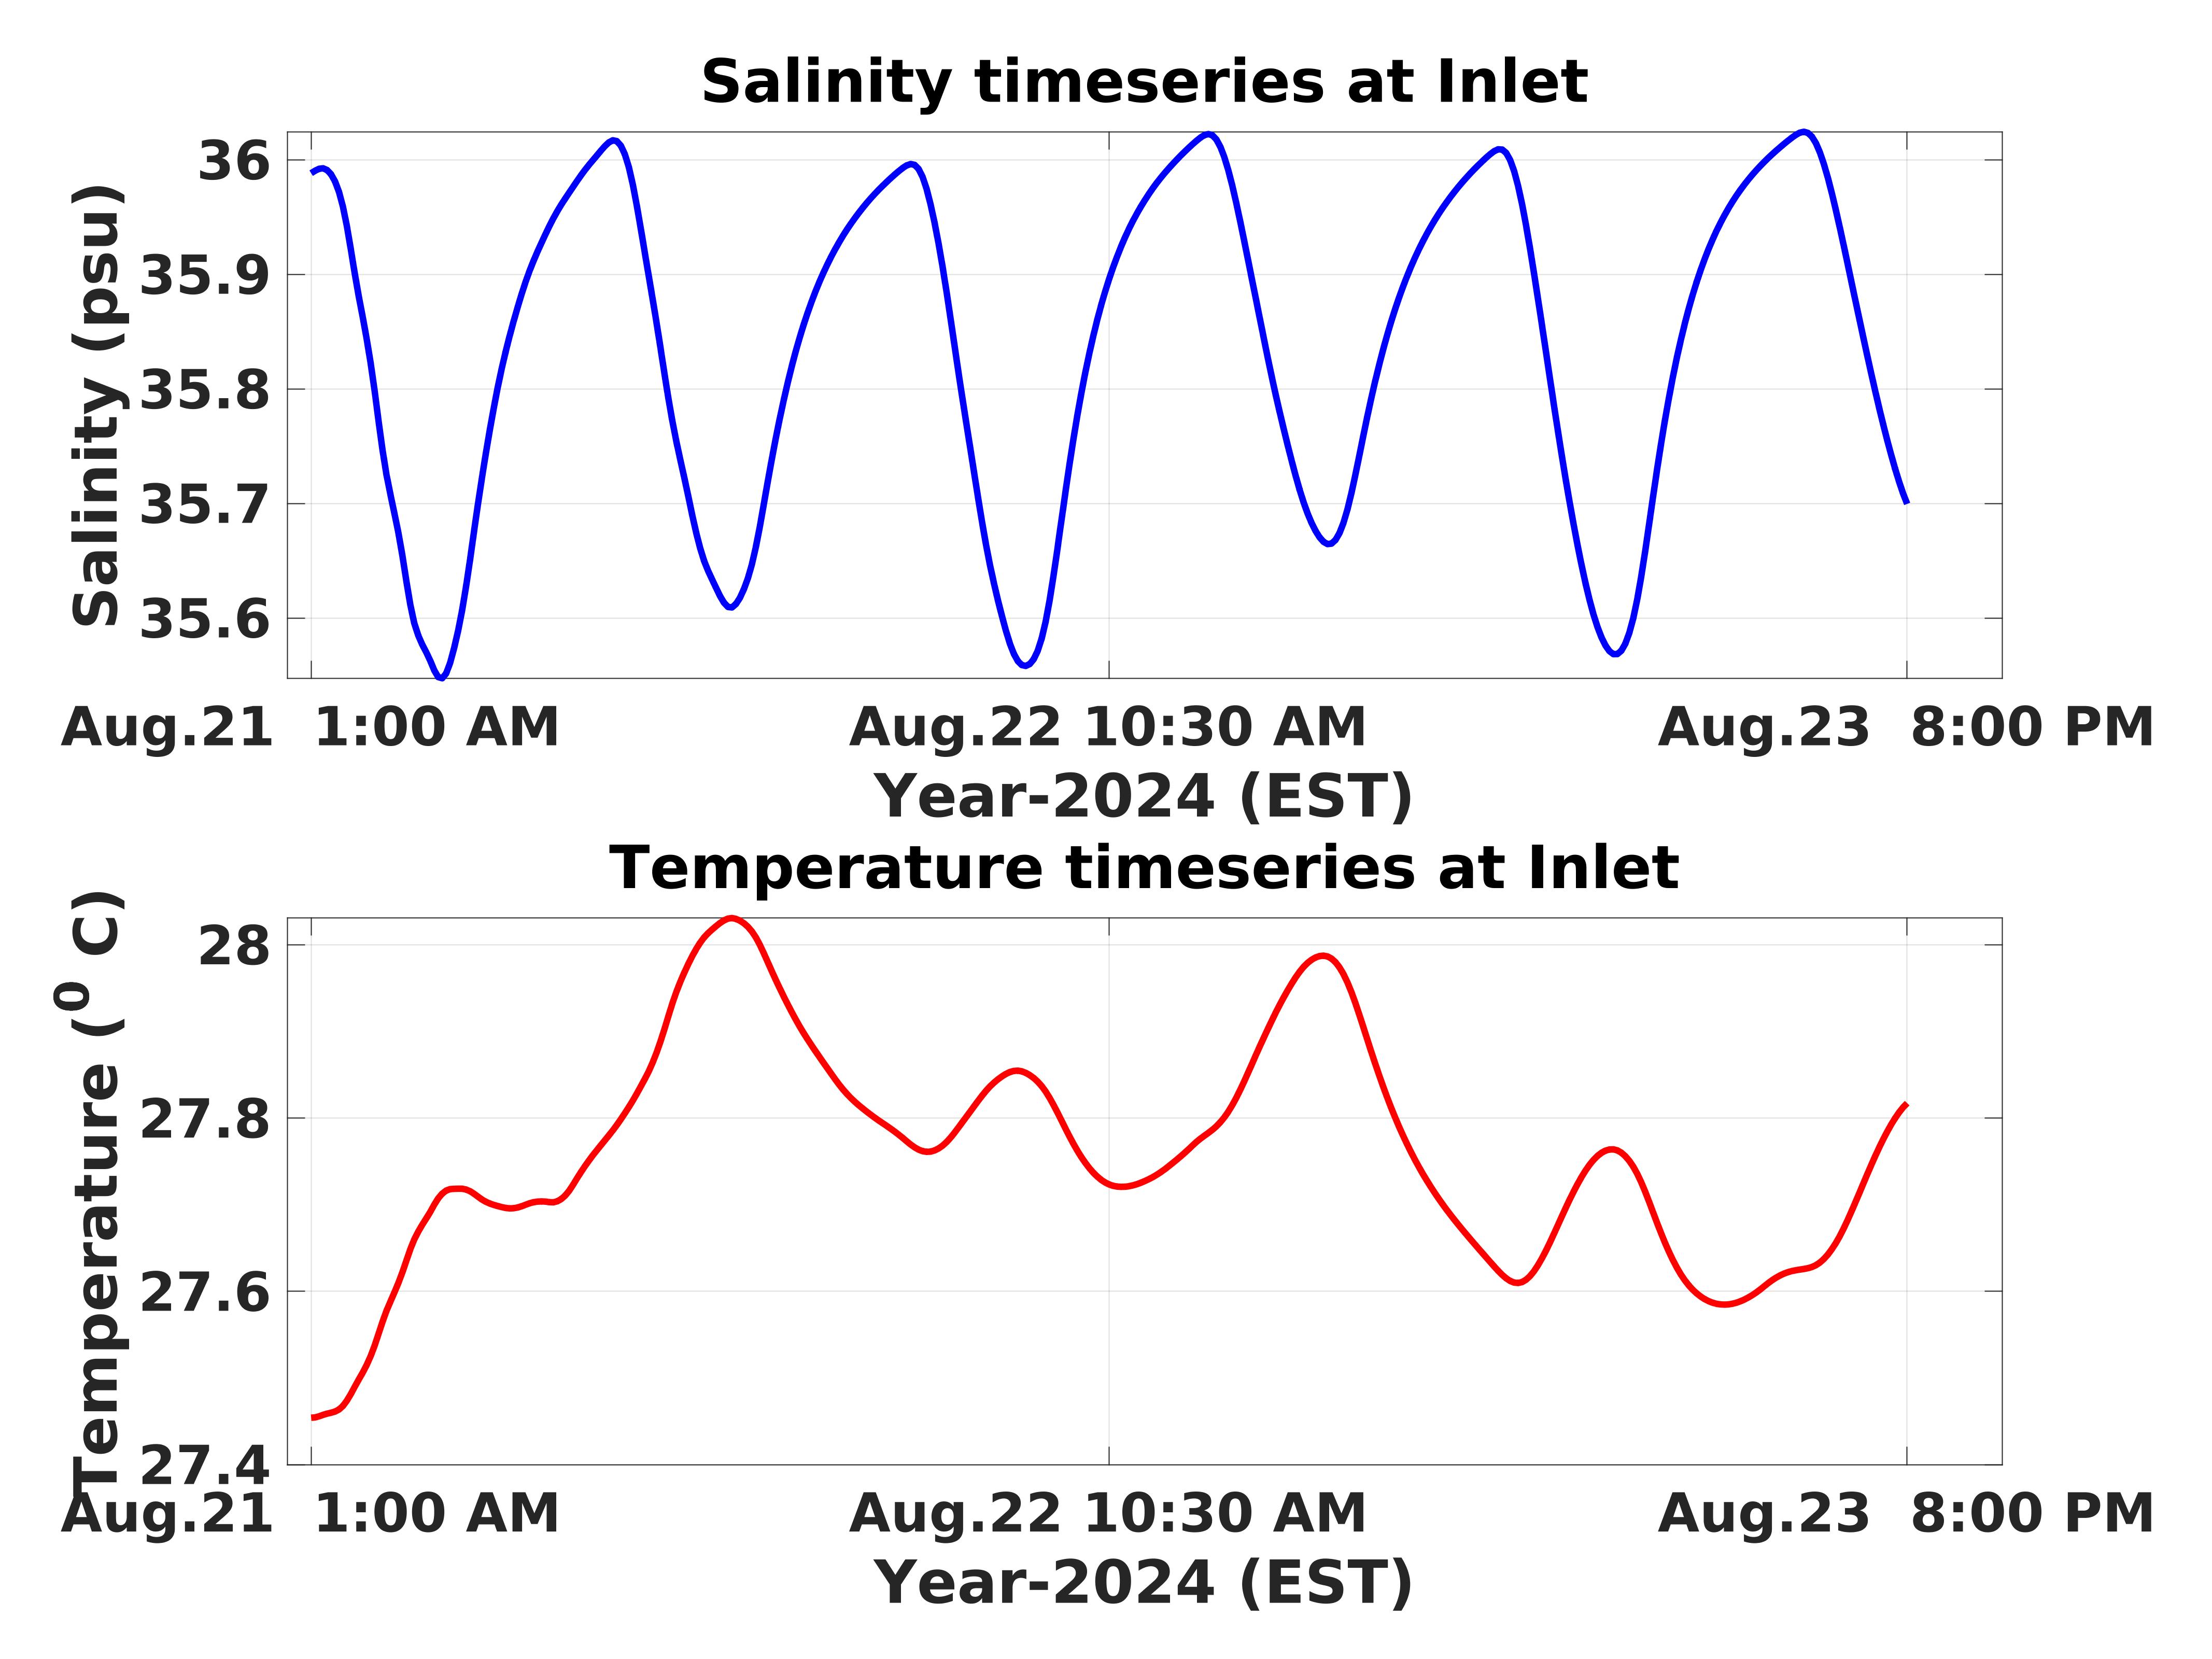 Salinity timeseries at Inlet
Salinity (psu)
36
35.9
35.8
35.7
35.6
Aug.21 1:00 AM
Aug.22 10:30 AM
Aug.23 8:00 PM
Year-2024 (EST)
Temperature timeseries at Inlet
Temperature (⁰ C)
28
27.8
27.6
27.4
Aug.21 1:00 AM
Aug.22 10:30 AM
Aug.23 8:00 PM
Year-2024 (EST)